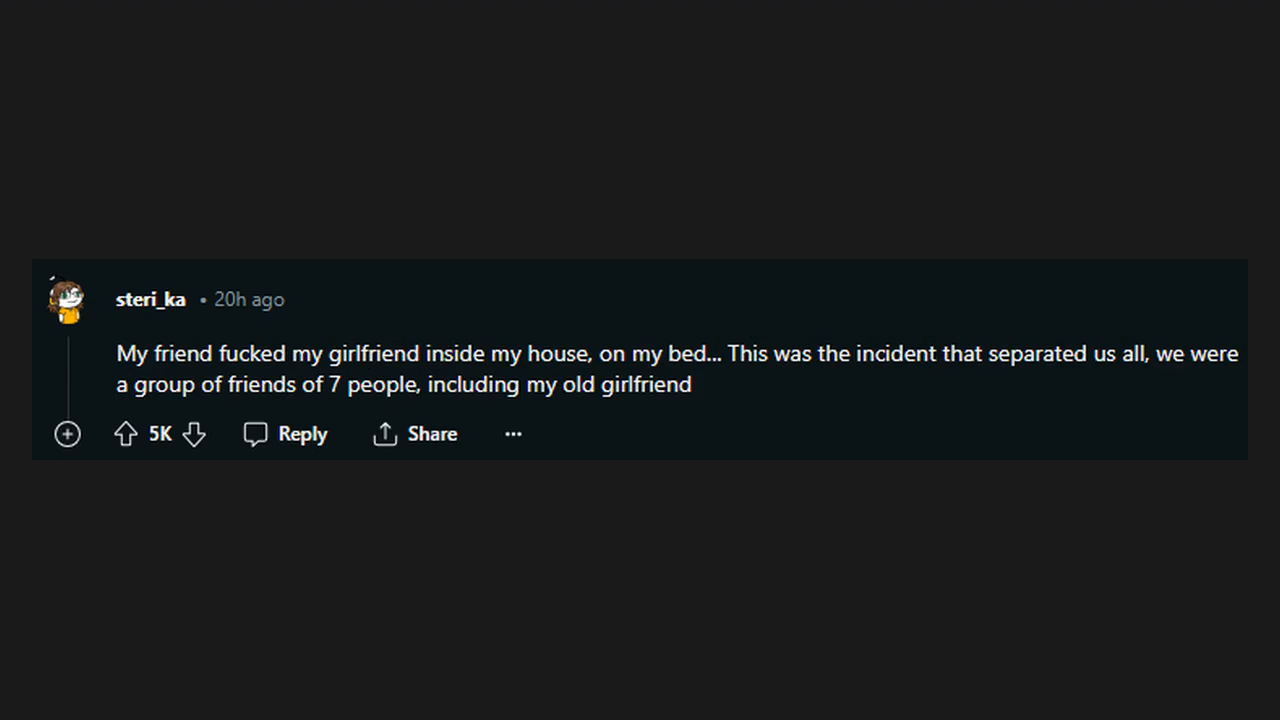 steri_ka • 20h ago
My friend fucked my girlfriend inside my house, on my bed... This was the incident that separated us all, we were
a group of friends of 7 people, including my old girlfriend
5K Reply Share ...